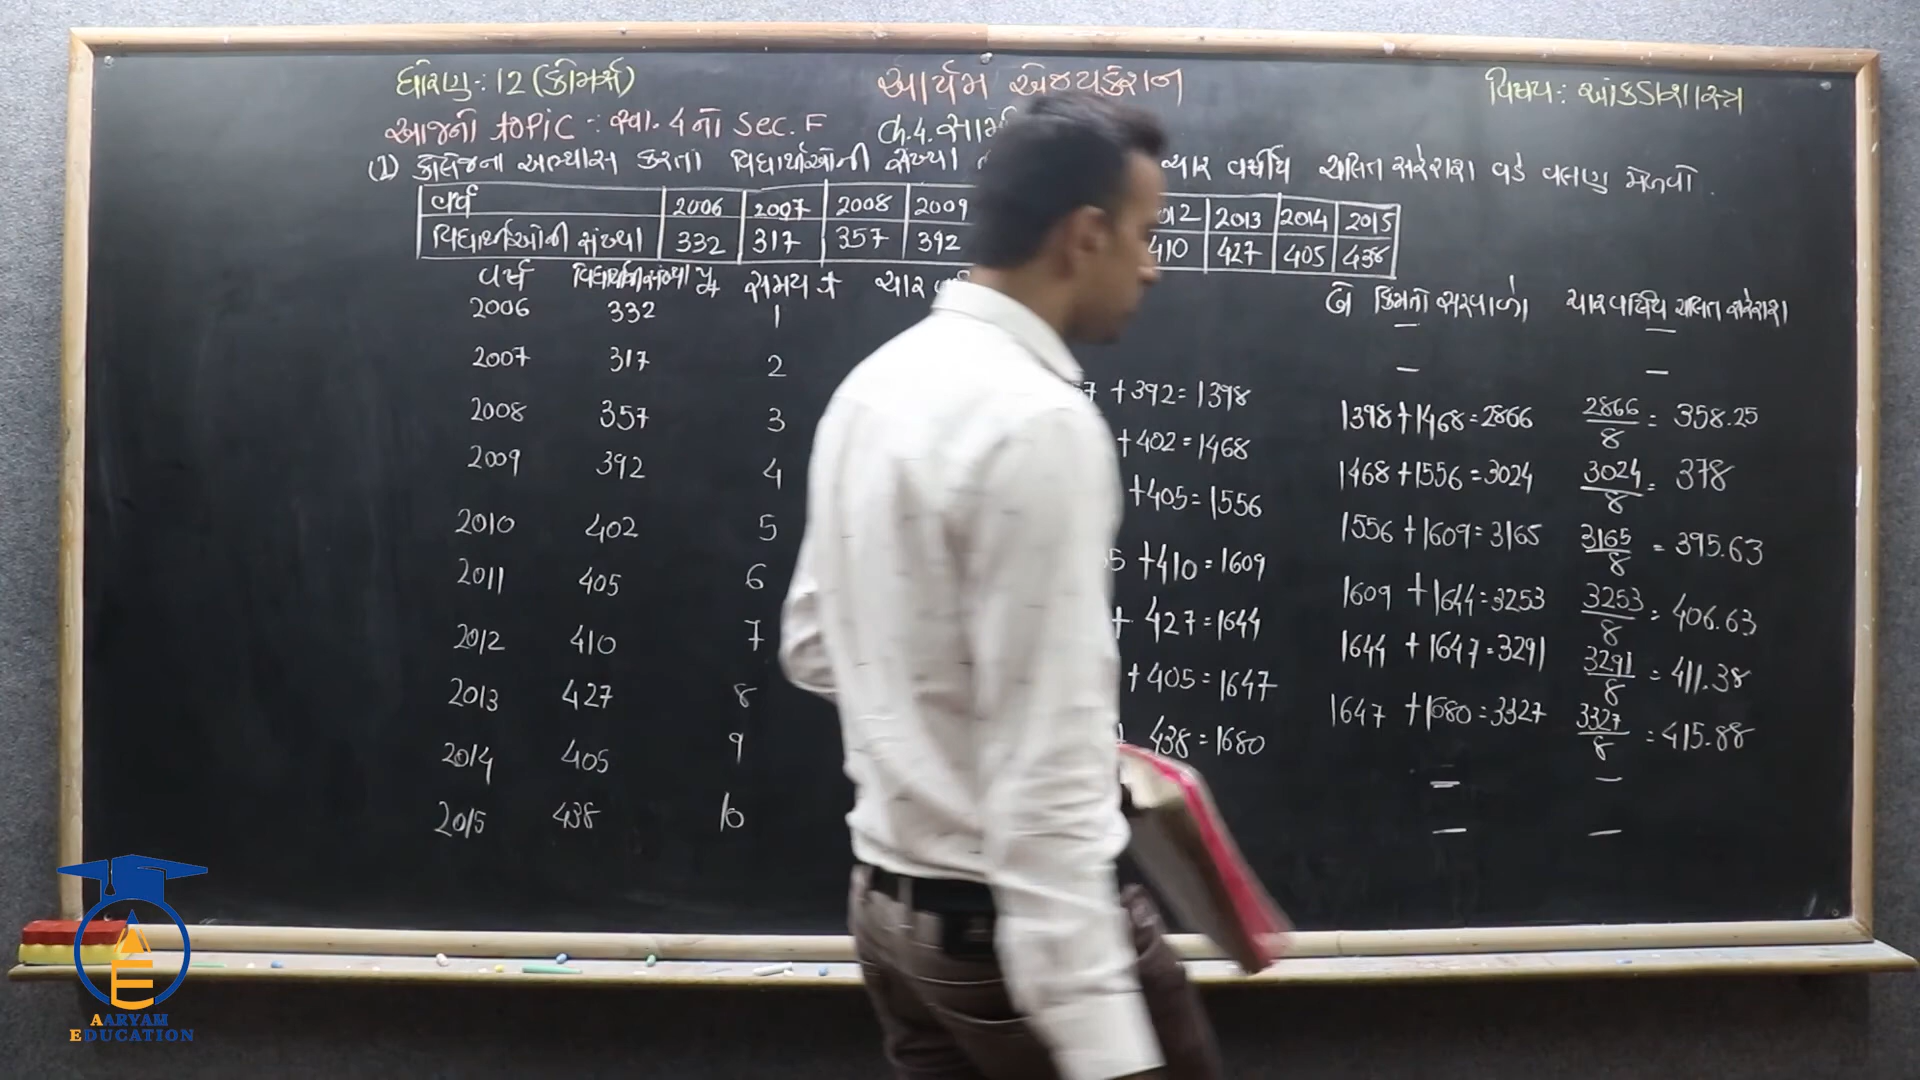 ધોરણ:- 12 (કોમર્સ) આર્યમ એજ્યુકેશન વિષય: આંકડાશાસ્ત્ર
આજનો topic :- સ્વા. 4 નો Sec. F Ch.4.
(1) કોલેજના અભ્યાસ કરતા વિદ્યાર્થીઓની સંખ્યા ચાર વર્ષીય ચલિત સરેરાશ વડે વલણ મેળવો.
વર્ષ 2006 2007 2008 2009 012 2013 2014 2015
વિદ્યાર્થીઓની સંખ્યા 332 317 357 392 410 427 405 438
વર્ષ વિદ્યાર્થીની સંખ્યા y સમય t ચાર બે કિંમતો સરવાળો ચાર વર્ષીય ચલિત સરેરાશ
2006 332 1 — —
2007 317 2 — —
+392=1398
2008 357 3 1398+1468=2866 2866/8 = 358.25
+402=1468
2009 392 4 1468+1556=3024 3024/8 = 378
+405=1556
2010 402 5 1556+1609=3165 3165/8 = 395.63
+410=1609
2011 405 6 1609+1644=3253 3253/8 = 406.63
+427=1644
2012 410 7 1644+1647=3291 3291/8 = 411.38
+405=1647
2013 427 8 1647+1680=3327 3327/8 = 415.88
438=1680
2014 405 9 — —
2015 438 10 — —
AARYAM
EDUCATION